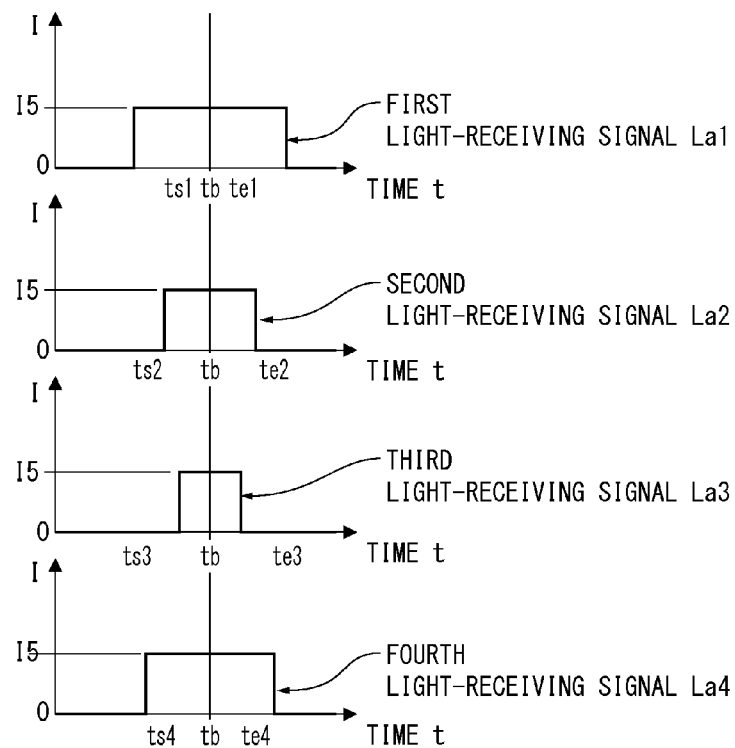 I
I5
FIRST
LIGHT-RECEIVING SIGNAL La1
0
ts1 tb te1
TIME t
I
I5
SECOND
LIGHT-RECEIVING SIGNAL La2
0
ts2 tb te2
TIME t
I
I5
THIRD
LIGHT-RECEIVING SIGNAL La3
0
ts3 tb te3
TIME t
I
I5
FOURTH
LIGHT-RECEIVING SIGNAL La4
0
ts4 tb te4
TIME t